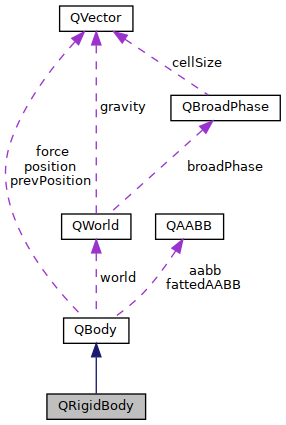 QVector
cellSize
gravity
QBroadPhase
force
position
prevPosition
broadPhase
QWorld
QAABB
world
aabb
fattedAABB
QBody
QRigidBody